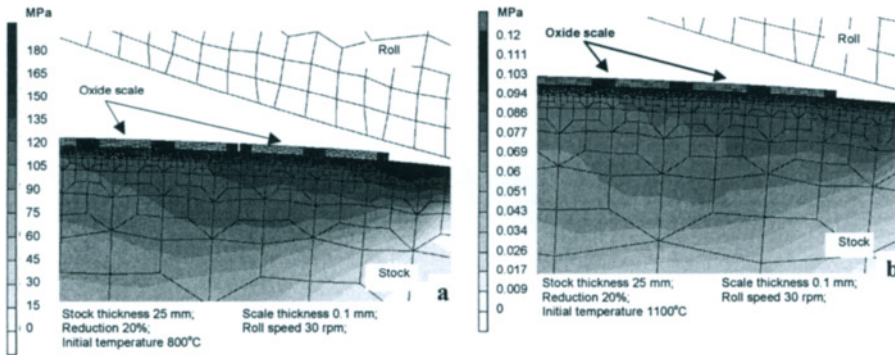 MPa
180
165
150
135
120
105
90
75
60
45
30
15
0
Roll
Oxide scale
Stock
a
Stock thickness 25 mm;
Scale thickness 0.1 mm;
Reduction 20%;
Roll speed 30 rpm;
Initial temperature 800°C
MPa
0.12
0.111
0.103
0.094
0.086
0.077
0.069
0.06
0.051
0.043
0.034
0.026
0.017
0.009
0
Roll
Oxide scale
Stock
b
Stock thickness 25 mm;
Scale thickness 0.1 mm;
Reduction 20%;
Roll speed 30 rpm;
Initial temperature 1100°C